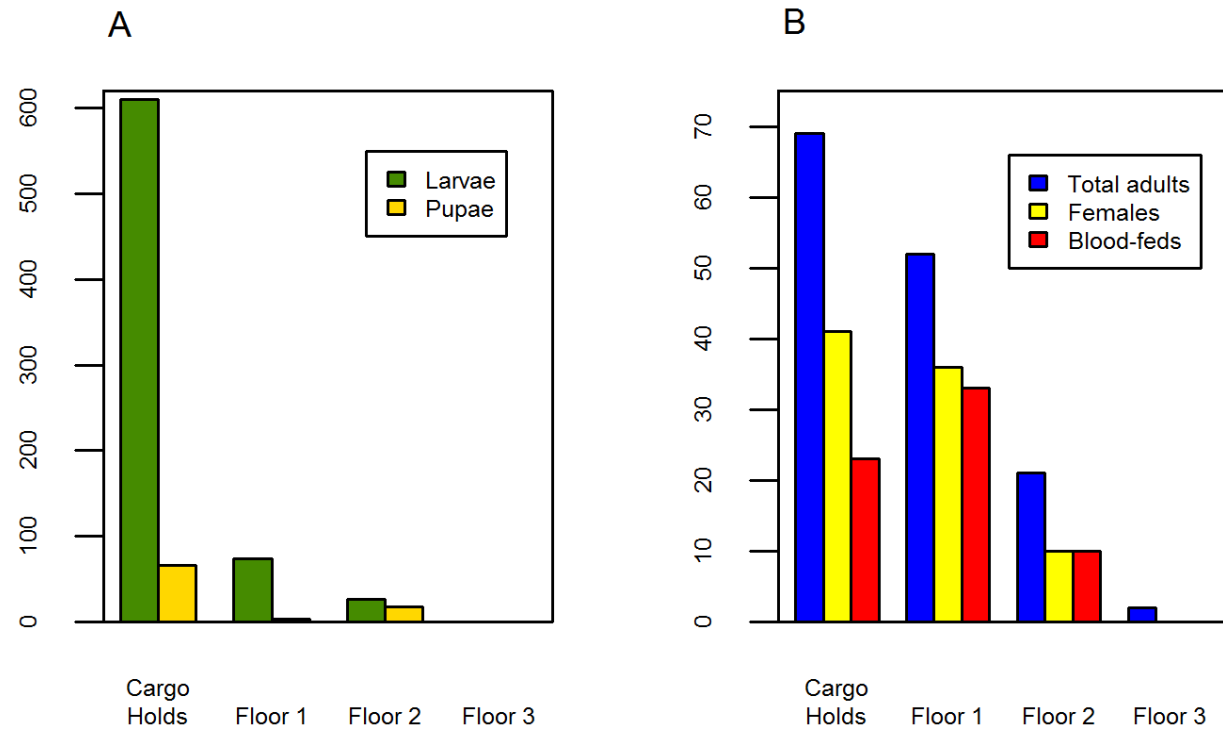 A
600
500
400
300
200
100
0
Larvae
Pupae
Cargo
Holds
Floor 1
Floor 2
Floor 3
B
70
60
50
40
30
20
10
0
Total adults
Females
Blood-feds
Cargo
Holds
Floor 1
Floor 2
Floor 3